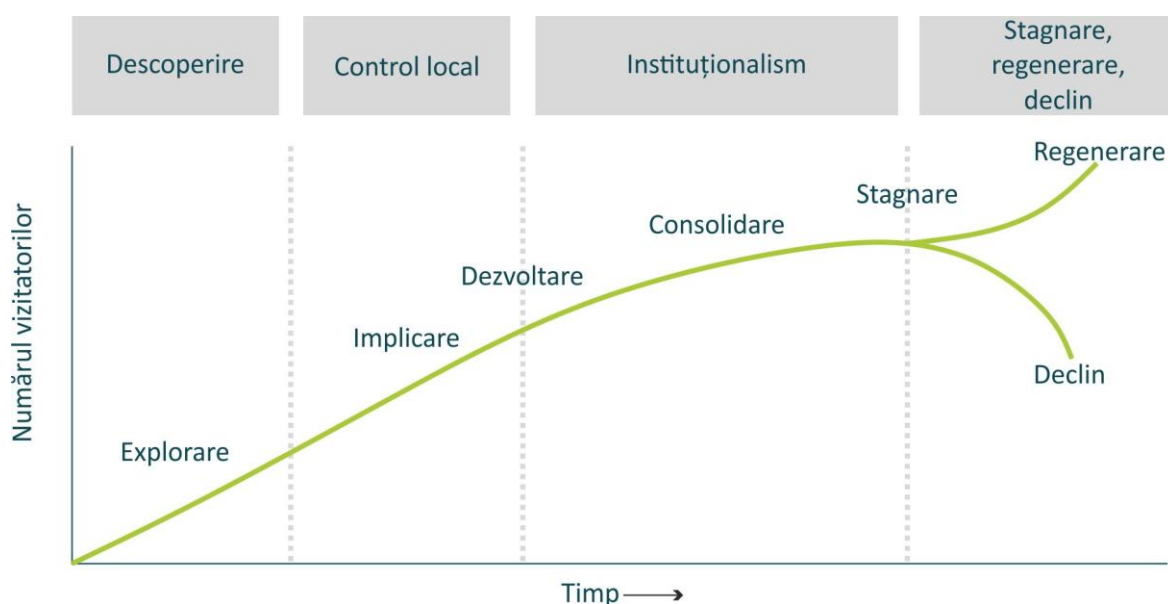 Descoperire
Control local
Instituționalism
Stagnare,
regenerare,
declin
Numărul vizitatorilor
Regenerare
Stagnare
Consolidare
Dezvoltare
Implicare
Declin
Explorare
Timp